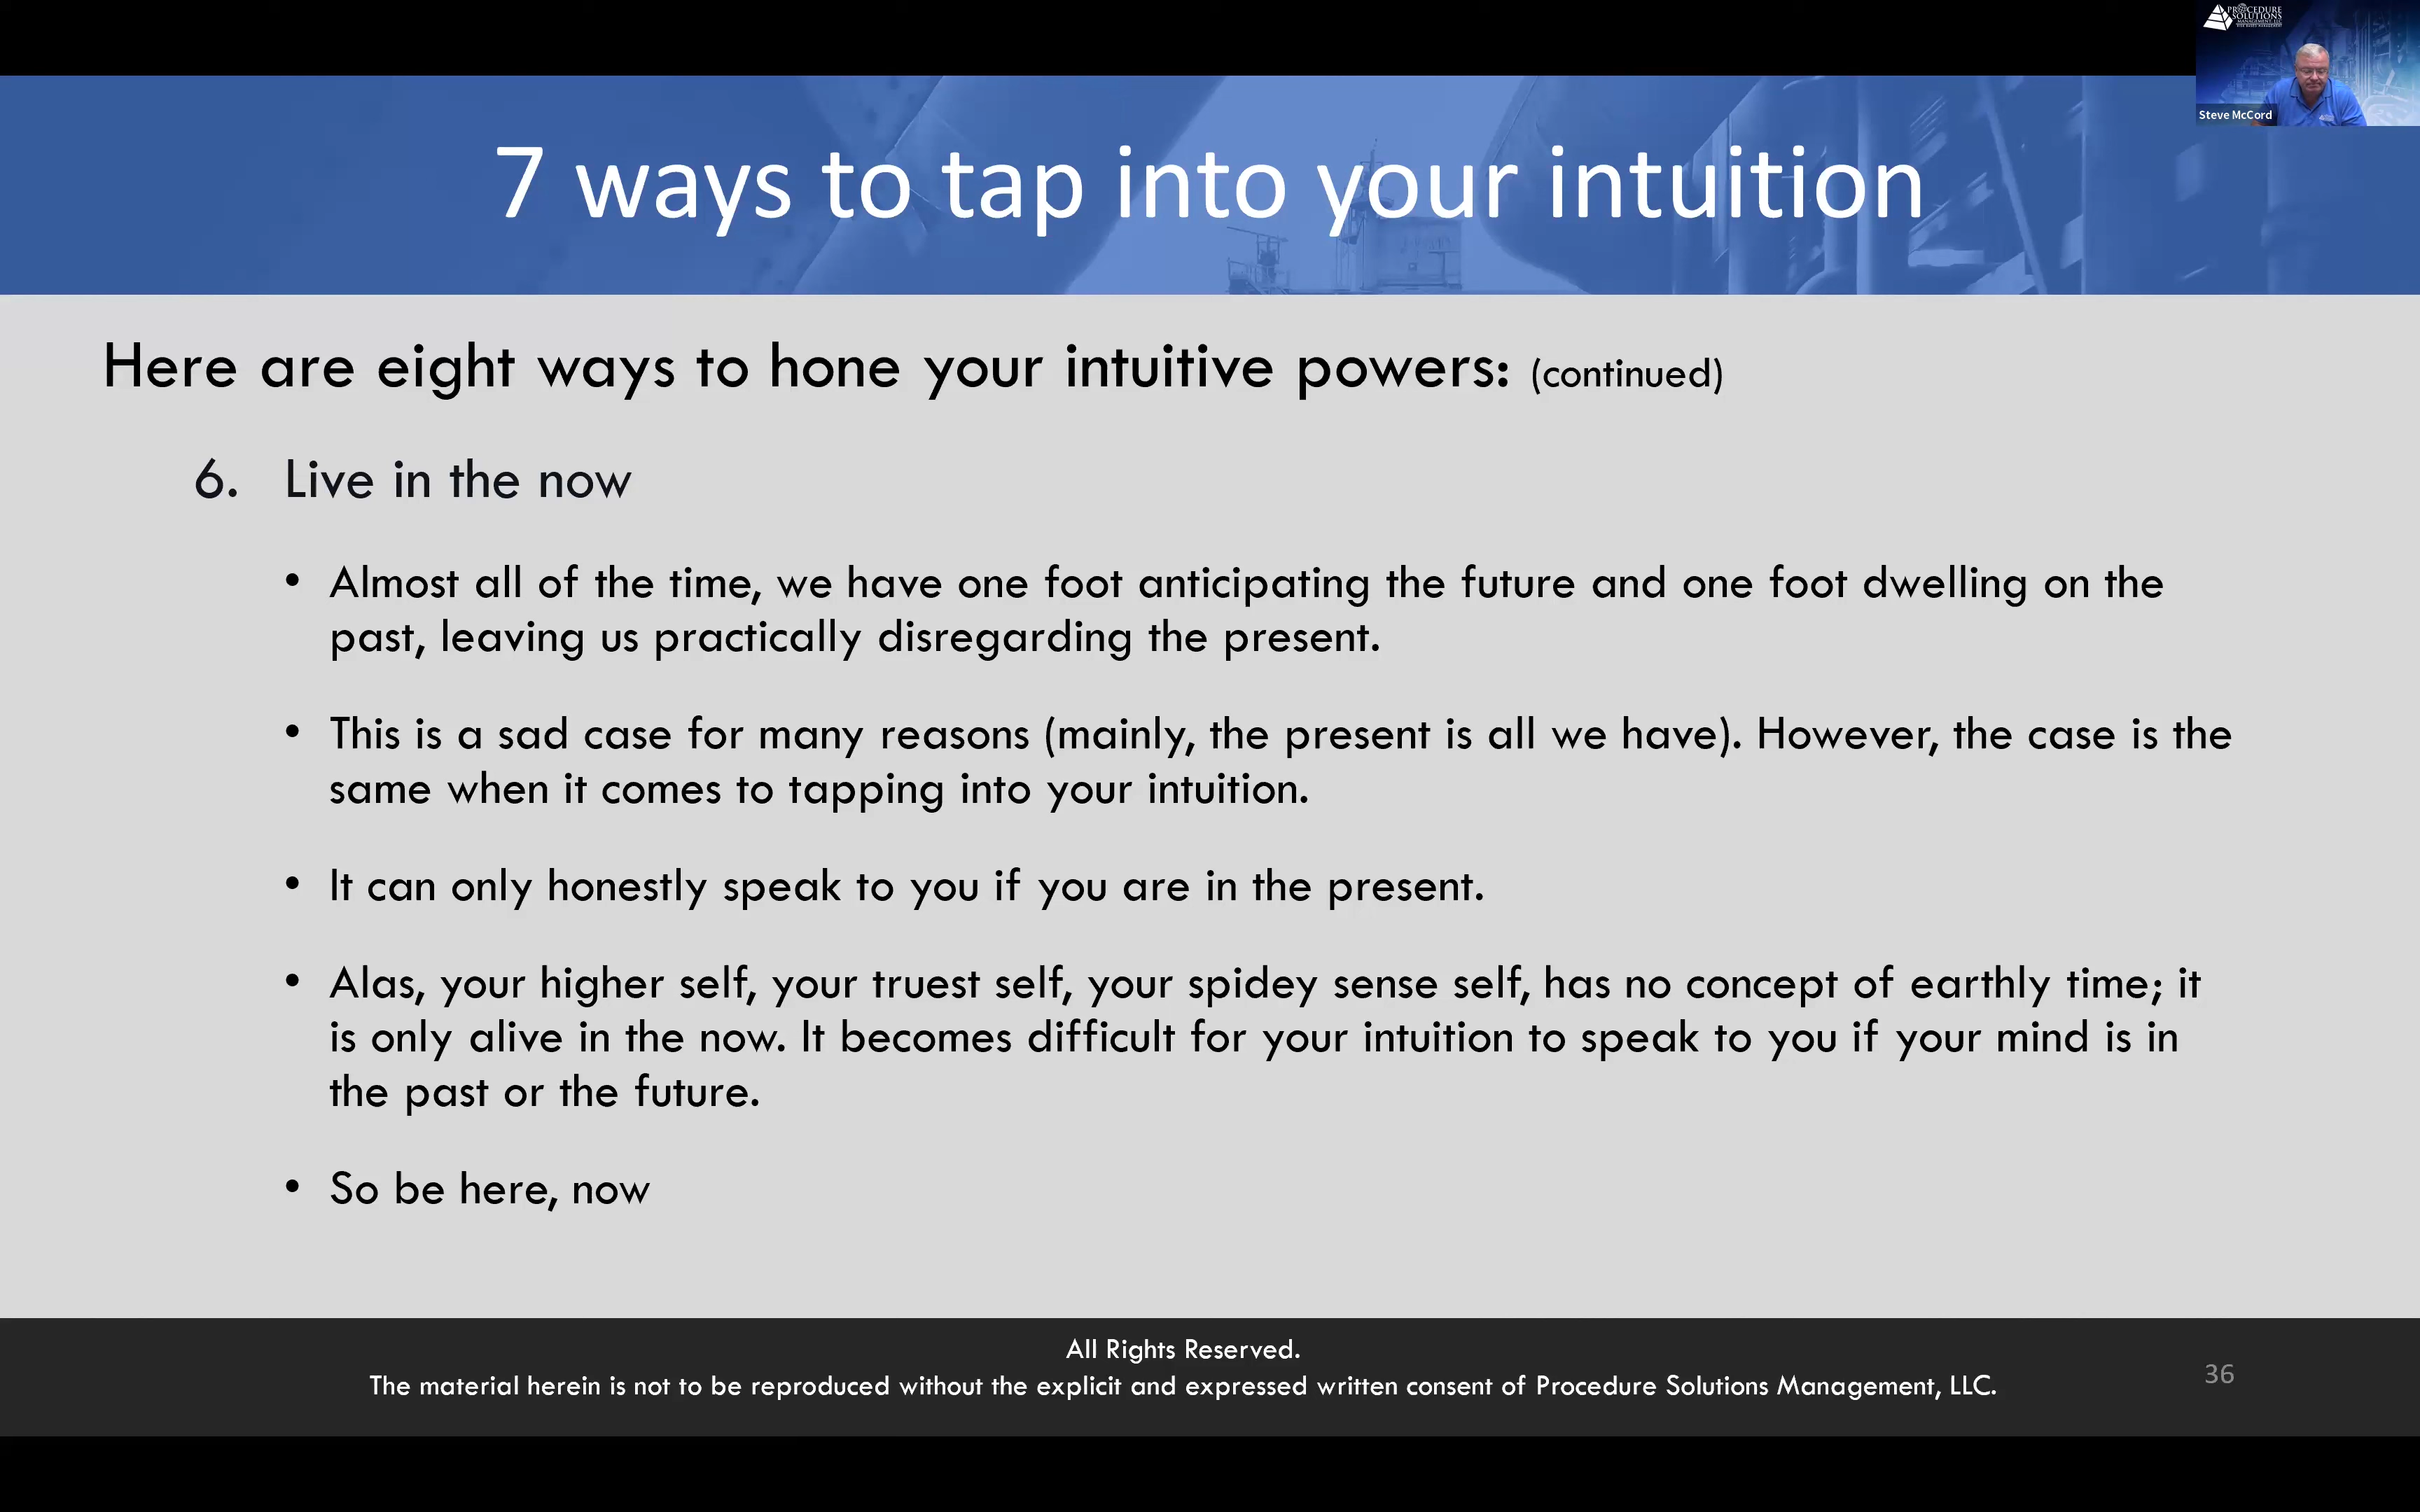 PROCEDURE
SOLUTIONS
MANAGEMENT, LLC
Steve McCord
7 ways to tap into your intuition
Here are eight ways to hone your intuitive powers: (continued)
6. Live in the now
• Almost all of the time, we have one foot anticipating the future and one foot dwelling on the
past, leaving us practically disregarding the present.
• This is a sad case for many reasons (mainly, the present is all we have). However, the case is the
same when it comes to tapping into your intuition.
• It can only honestly speak to you if you are in the present.
• Alas, your higher self, your truest self, your spidey sense self, has no concept of earthly time; it
is only alive in the now. It becomes difficult for your intuition to speak to you if your mind is in
the past or the future.
• So be here, now
All Rights Reserved.
The material herein is not to be reproduced without the explicit and expressed written consent of Procedure Solutions Management, LLC.
36